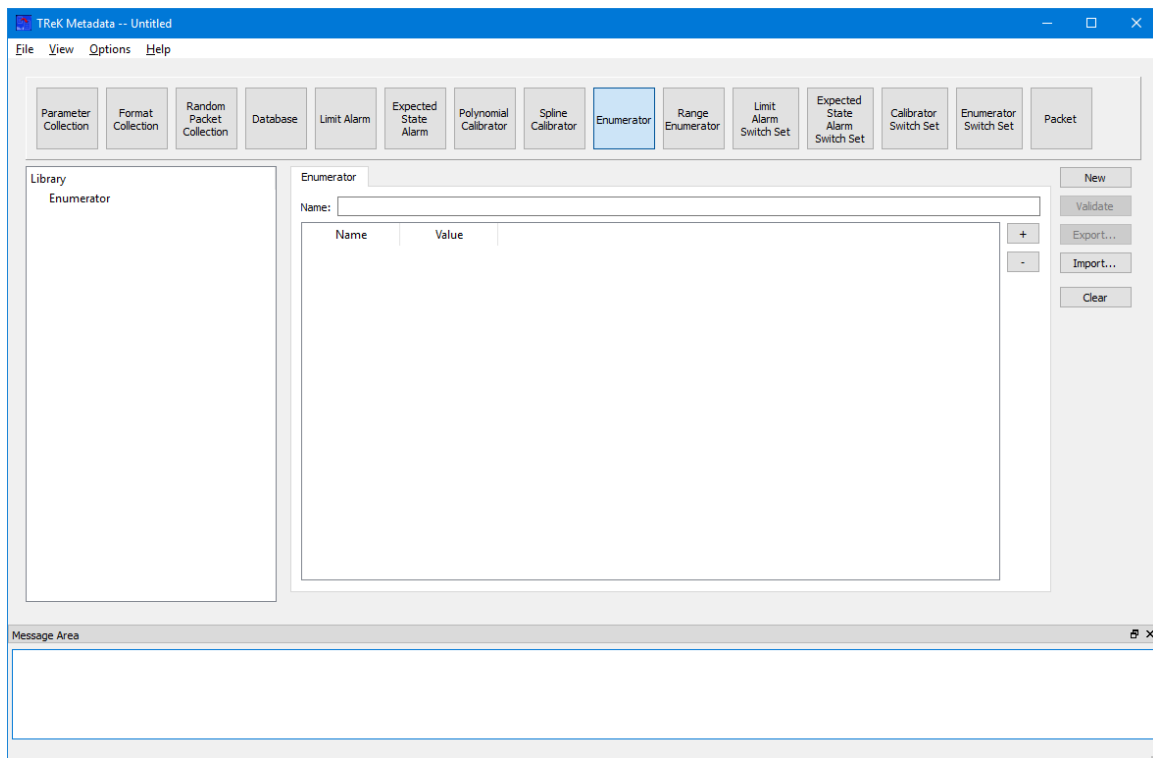 TReK Metadata -- Untitled
File View Options Help
Parameter Collection
Format Collection
Random Packet Collection
Database
Limit Alarm
Expected State Alarm
Polynomial Calibrator
Spline Calibrator
Enumerator
Range Enumerator
Limit Alarm Switch Set
Expected State Alarm Switch Set
Calibrator Switch Set
Enumerator Switch Set
Packet
Library
Enumerator
Enumerator
Name:
Name Value
+
-
New
Validate
Export...
Import...
Clear
Message Area